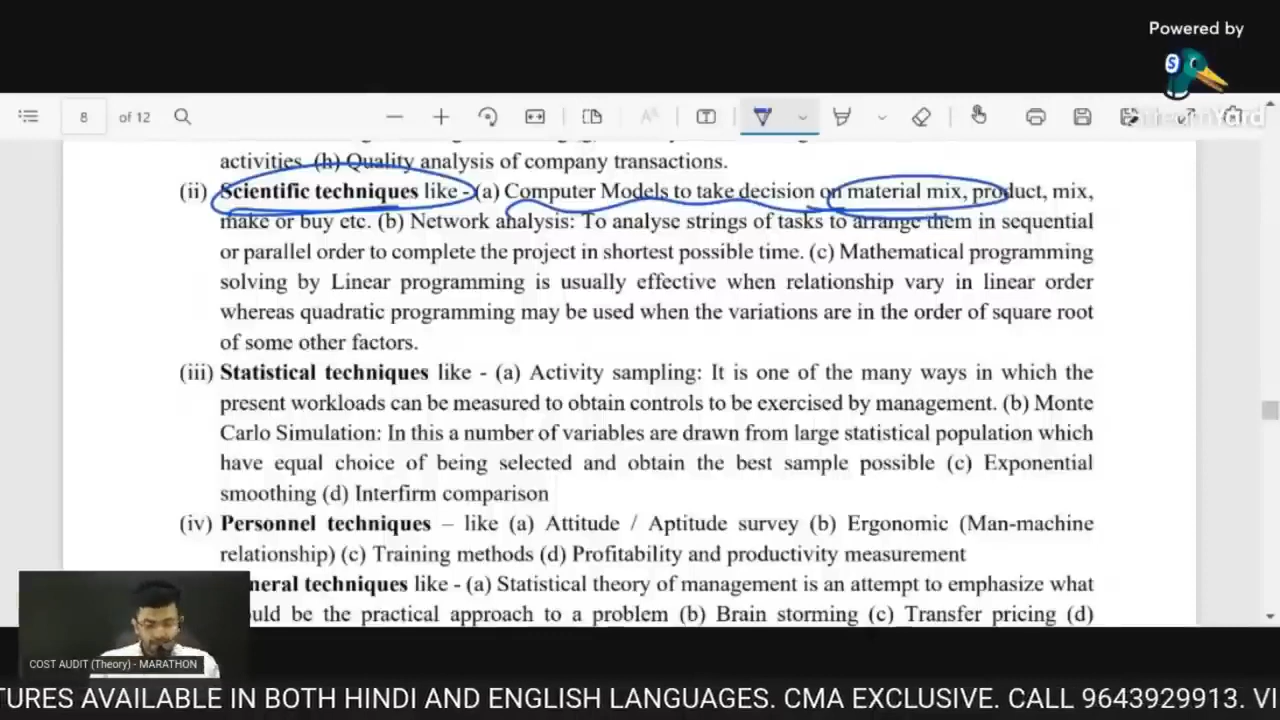 Powered by
S
8 of 12
activities. (h) Quality analysis of company transactions.
(ii) Scientific techniques like - (a) Computer Models to take decision on material mix, product, mix,
make or buy etc. (b) Network analysis: To analyse strings of tasks to arrange them in sequential
or parallel order to complete the project in shortest possible time. (c) Mathematical programming
solving by Linear programming is usually effective when relationship vary in linear order
whereas quadratic programming may be used when the variations are in the order of square root
of some other factors.
(iii) Statistical techniques like - (a) Activity sampling: It is one of the many ways in which the
present workloads can be measured to obtain controls to be exercised by management. (b) Monte
Carlo Simulation: In this a number of variables are drawn from large statistical population which
have equal choice of being selected and obtain the best sample possible (c) Exponential
smoothing (d) Interfirm comparison
(iv) Personnel techniques – like (a) Attitude / Aptitude survey (b) Ergonomic (Man-machine
relationship) (c) Training methods (d) Profitability and productivity measurement
techniques like - (a) Statistical theory of management is an attempt to emphasize what
be the practical approach to a problem (b) Brain storming (c) Transfer pricing (d)
COST AUDIT (Theory) - MARATHON
TURES AVAILABLE IN BOTH HINDI AND ENGLISH LANGUAGES. CMA EXCLUSIVE. CALL 9643929913. VI